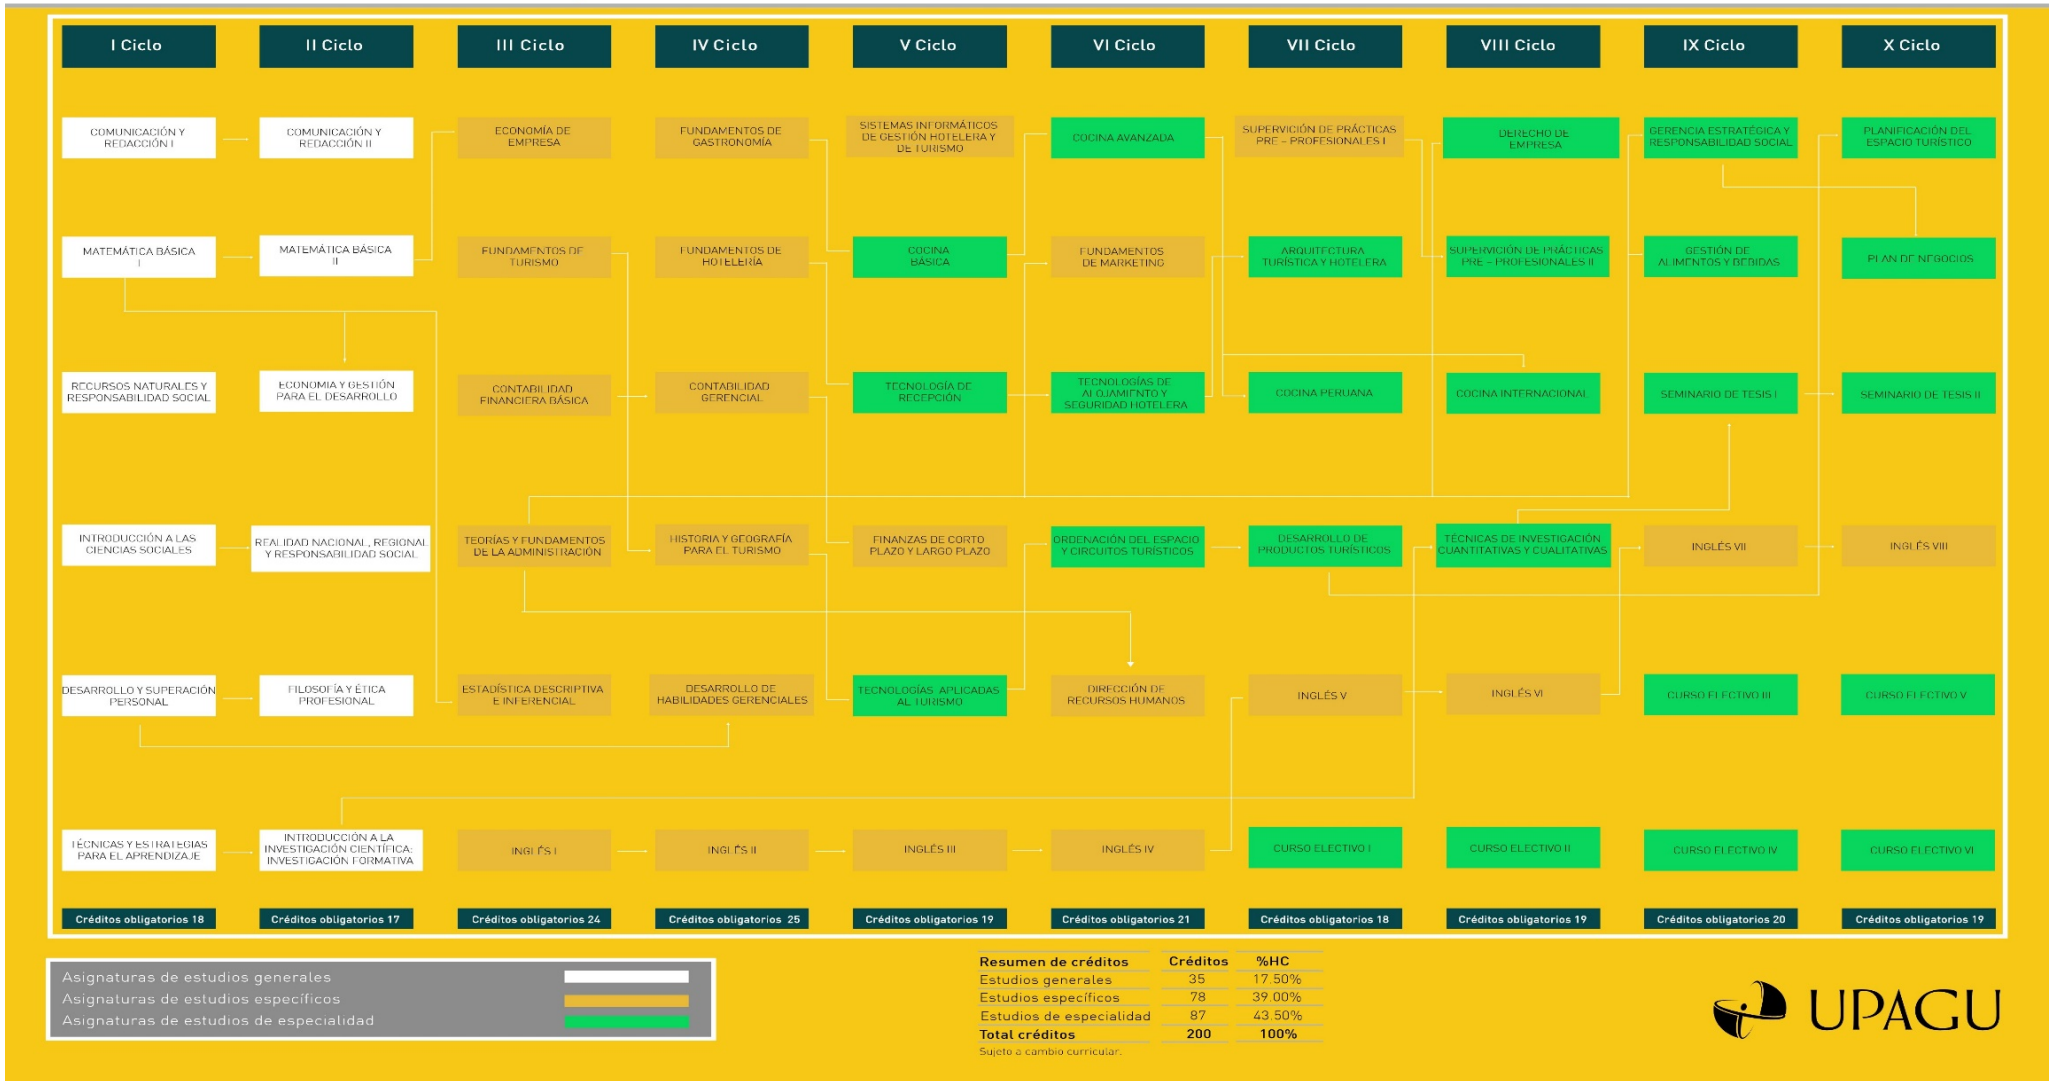 I Ciclo
II Ciclo
III Ciclo
IV Ciclo
V Ciclo
VI Ciclo
VII Ciclo
VIII Ciclo
IX Ciclo
X Ciclo
COMUNICACIÓN Y
REDACCIÓN I
COMUNICACIÓN Y
REDACCIÓN II
ECONOMÍA DE
EMPRESA
FUNDAMENTOS DE
GASTRONOMÍA
SISTEMAS INFORMÁTICOS
DE GESTIÓN HOTELERA Y
DE TURISMO
COCINA AVANZADA
SUPERVICIÓN DE PRÁCTICAS
PRE – PROFESIONALES I
DERECHO DE
EMPRESA
GERENCIA ESTRATÉGICA Y
RESPONSABILIDAD SOCIAL
PLANIFICACIÓN DEL
ESPACIO TURÍSTICO
MATEMÁTICA BÁSICA
I
MATEMÁTICA BÁSICA
II
FUNDAMENTOS DE
TURISMO
FUNDAMENTOS DE
HOTELERÍA
COCINA
BÁSICA
FUNDAMENTOS
DE MARKETING
ARQUITECTURA
TURÍSTICA Y HOTELERA
SUPERVICIÓN DE PRÁCTICAS
PRE – PROFESIONALES II
GESTIÓN DE
ALIMENTOS Y BEBIDAS
PLAN DE NEGOCIOS
RECURSOS NATURALES Y
RESPONSABILIDAD SOCIAL
ECONOMIA Y GESTIÓN
PARA EL DESARROLLO
CONTABILIDAD
FINANCIERA BÁSICA
CONTABILIDAD
GERENCIAL
TECNOLOGÍA DE
RECEPCIÓN
TECNOLOGÍAS DE
ALOJAMIENTO Y
SEGURIDAD HOTELERA
COCINA PERUANA
COCINA INTERNACIONAL
SEMINARIO DE TESIS I
SEMINARIO DE TESIS II
INTRODUCCIÓN A LAS
CIENCIAS SOCIALES
REALIDAD NACIONAL, REGIONAL
Y RESPONSABILIDAD SOCIAL
TEORÍAS Y FUNDAMENTOS
DE LA ADMINISTRACIÓN
HISTORIA Y GEOGRAFÍA
PARA EL TURISMO
FINANZAS DE CORTO
PLAZO Y LARGO PLAZO
ORDENACIÓN DEL ESPACIO
Y CIRCUITOS TURÍSTICOS
DESARROLLO DE
PRODUCTOS TURÍSTICOS
TÉCNICAS DE INVESTIGACIÓN
CUANTITATIVAS Y CUALITATIVAS
INGLÉS VII
INGLÉS VIII
DESARROLLO Y SUPERACIÓN
PERSONAL
FILOSOFÍA Y ÉTICA
PROFESIONAL
ESTADÍSTICA DESCRIPTIVA
E INFERENCIAL
DESARROLLO DE
HABILIDADES GERENCIALES
TECNOLOGÍAS APLICADAS
AL TURISMO
DIRECCIÓN DE
RECURSOS HUMANOS
INGLÉS V
INGLÉS VI
CURSO ELECTIVO III
CURSO ELECTIVO V
TÉCNICAS Y ESTRATEGIAS
PARA EL APRENDIZAJE
INTRODUCCIÓN A LA
INVESTIGACIÓN CIENTÍFICA:
INVESTIGACIÓN FORMATIVA
INGLÉS I
INGLÉS II
INGLÉS III
INGLÉS IV
CURSO ELECTIVO I
CURSO ELECTIVO II
CURSO ELECTIVO IV
CURSO ELECTIVO VI
Créditos obligatorios 18
Créditos obligatorios 17
Créditos obligatorios 24
Créditos obligatorios 25
Créditos obligatorios 19
Créditos obligatorios 21
Créditos obligatorios 18
Créditos obligatorios 19
Créditos obligatorios 20
Créditos obligatorios 19
Asignaturas de estudios generales
Asignaturas de estudios específicos
Asignaturas de estudios de especialidad
Resumen de créditos Créditos %HC
Estudios generales 35 17.50%
Estudios específicos 78 39.00%
Estudios de especialidad 87 43.50%
Total créditos 200 100%
Sujeto a cambio curricular.
UPAGU